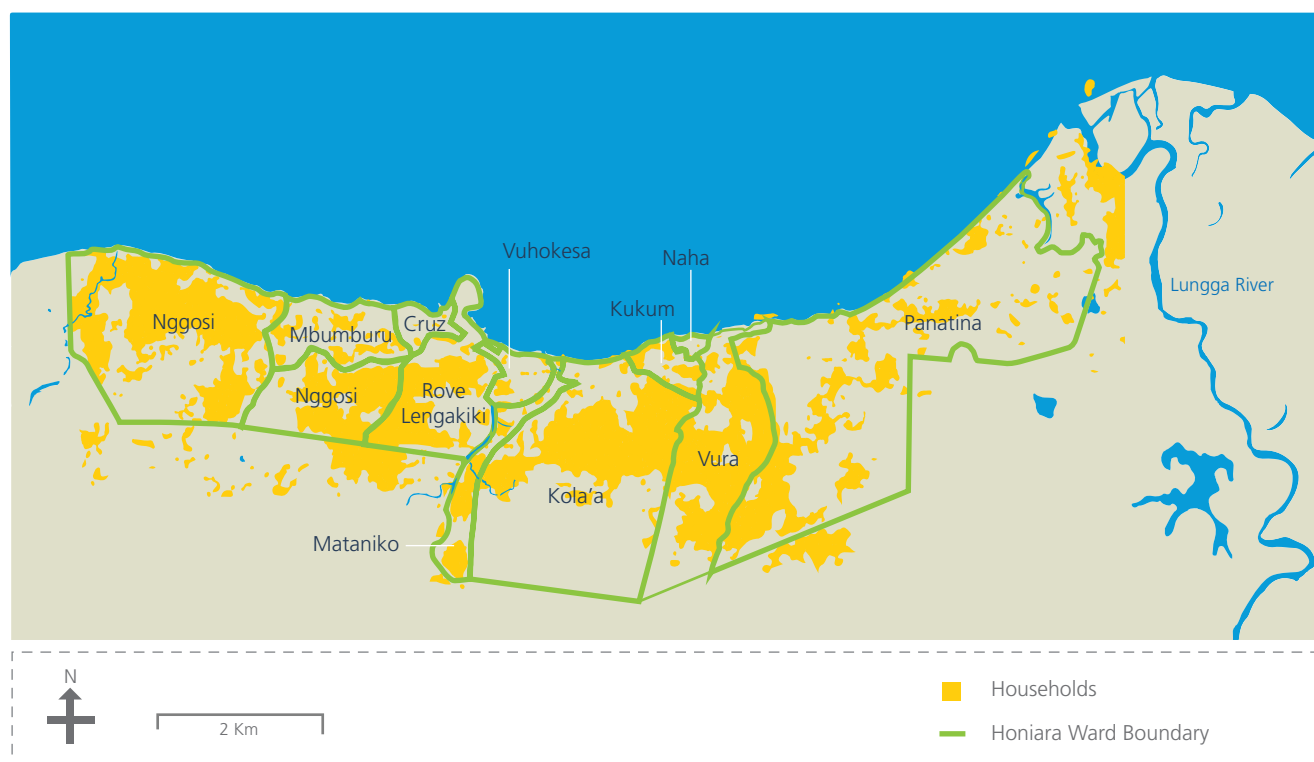 Vuhokesa
Naha
Kukum
Lungga River
Nggosi
Mbumburu
Cruz
Panatina
Nggosi
Rove
Lengakiki
Vura
Kola'a
Mataniko
N
2 Km
Households
Honiara Ward Boundary